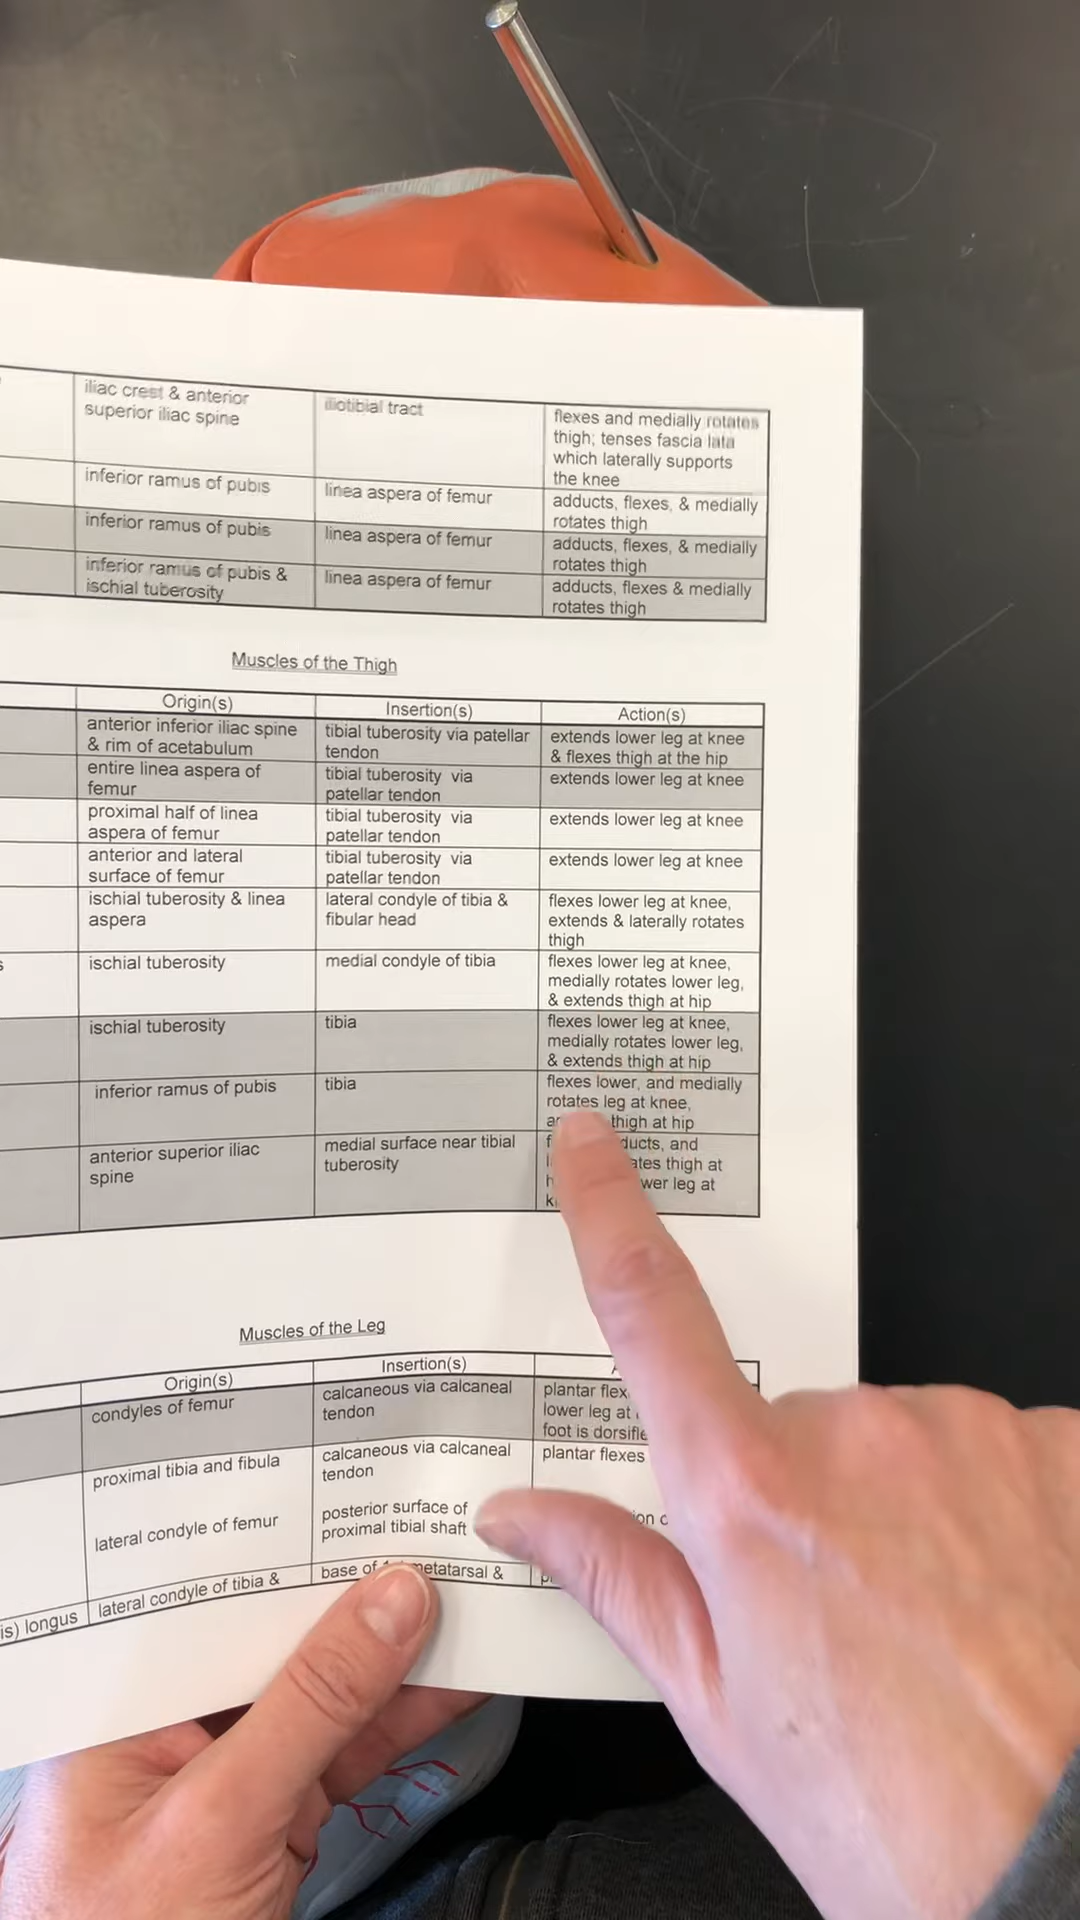 iliac crest & anterior
superior iliac spine
iliotibial tract
flexes and medially rotates
thigh; tenses fascia lata
which laterally supports
the knee
inferior ramus of pubis
linea aspera of femur
adducts, flexes, & medially
rotates thigh
inferior ramus of pubis
linea aspera of femur
adducts, flexes, & medially
rotates thigh
inferior ramus of pubis &
ischial tuberosity
linea aspera of femur
adducts, flexes & medially
rotates thigh
Muscles of the Thigh
Origin(s)
Insertion(s)
Action(s)
anterior inferior iliac spine
& rim of acetabulum
tibial tuberosity via patellar
tendon
extends lower leg at knee
& flexes thigh at the hip
entire linea aspera of
femur
tibial tuberosity via
patellar tendon
extends lower leg at knee
proximal half of linea
aspera of femur
tibial tuberosity via
patellar tendon
extends lower leg at knee
anterior and lateral
surface of femur
tibial tuberosity via
patellar tendon
extends lower leg at knee
ischial tuberosity & linea
aspera
lateral condyle of tibia &
fibular head
flexes lower leg at knee,
extends & laterally rotates
thigh
s
ischial tuberosity
medial condyle of tibia
flexes lower leg at knee,
medially rotates lower leg,
& extends thigh at hip
ischial tuberosity
tibia
flexes lower leg at knee,
medially rotates lower leg,
& extends thigh at hip
inferior ramus of pubis
tibia
flexes lower, and medially
rotates leg at knee,
thigh at hip
anterior superior iliac
spine
medial surface near tibial
tuberosity
ducts, and
ates thigh at
wer leg at
Muscles of the Leg
Origin(s)
Insertion(s)
condyles of femur
calcaneous via calcaneal
tendon
plantar flex
lower leg at
foot is dorsifle
proximal tibia and fibula
calcaneous via calcaneal
tendon
plantar flexes
lateral condyle of femur
posterior surface of
proximal tibial shaft
ion c
is) longus
lateral condyle of tibia &
base of metatarsal &